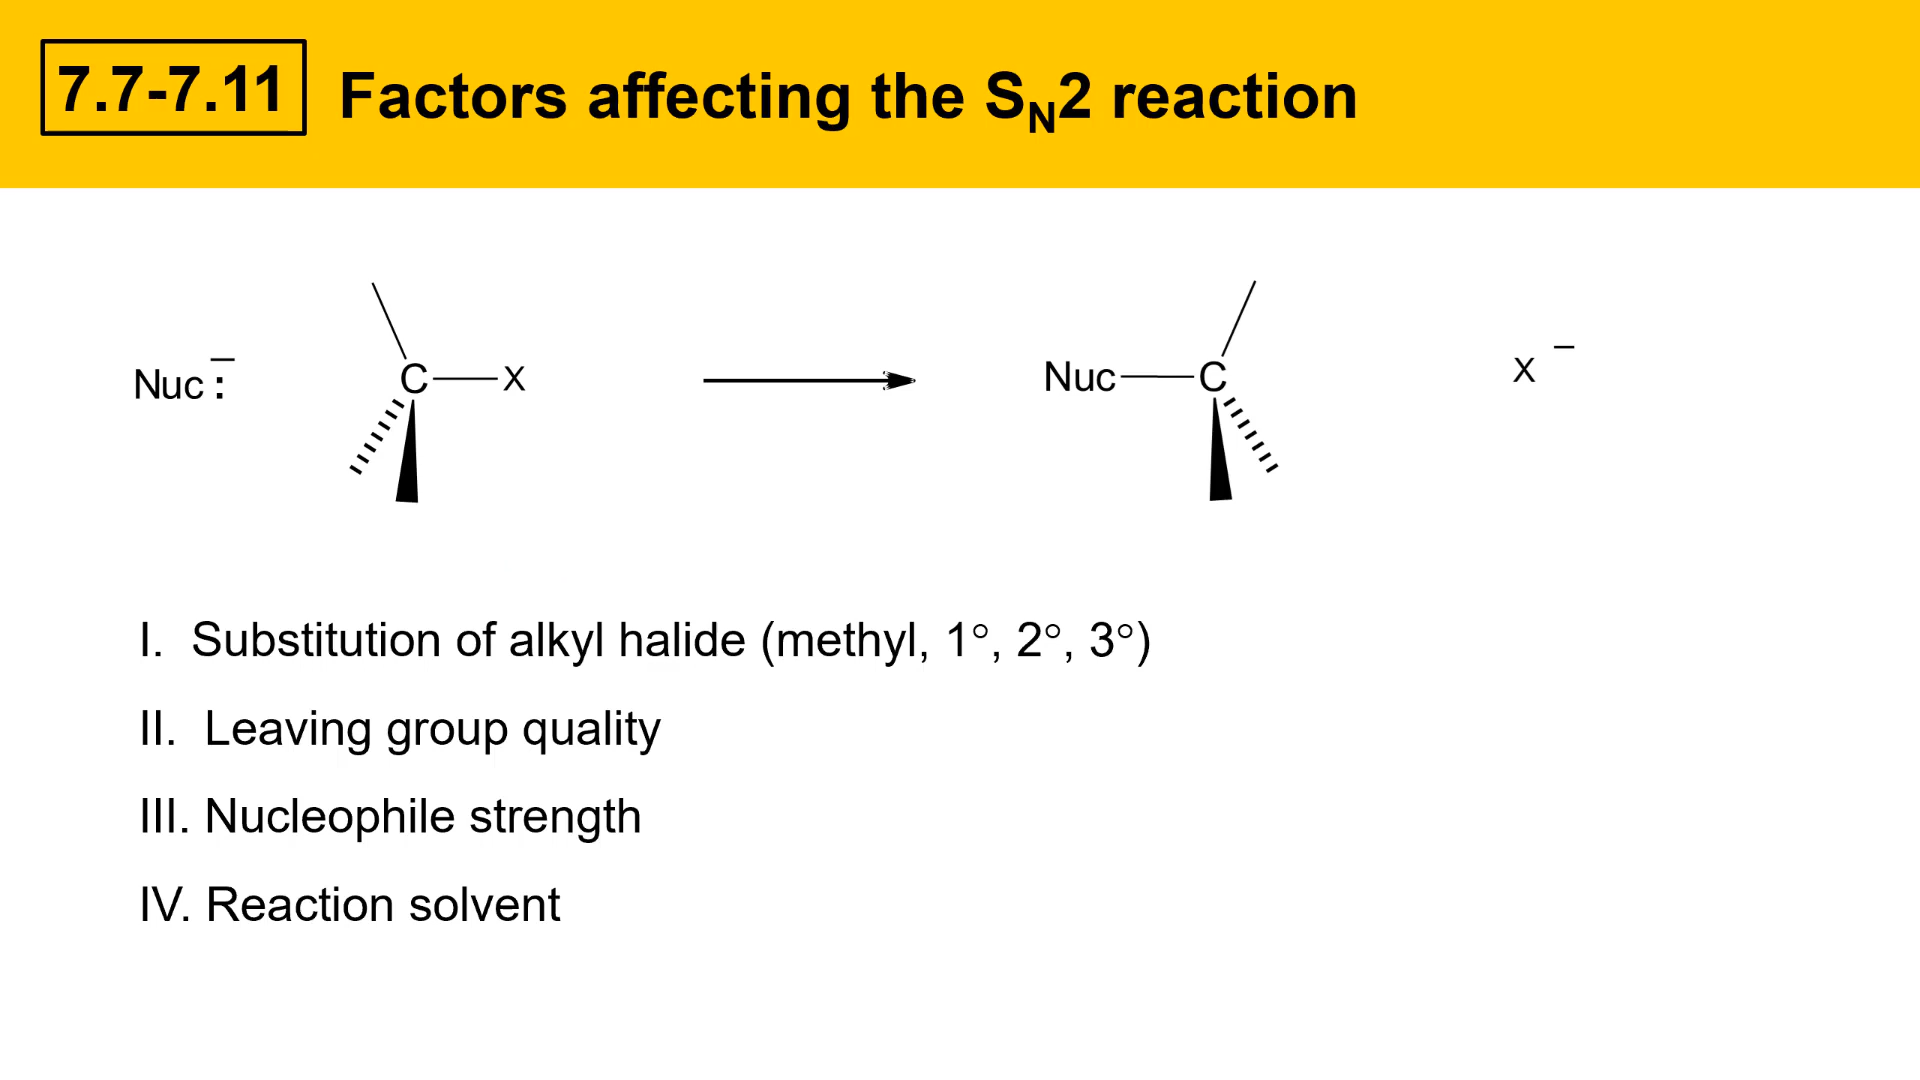 7.7-7.11 Factors affecting the SN2 reaction
Nuc:⁻ C—X Nuc—C X⁻
I. Substitution of alkyl halide (methyl, 1°, 2°, 3°)
II. Leaving group quality
III. Nucleophile strength
IV. Reaction solvent